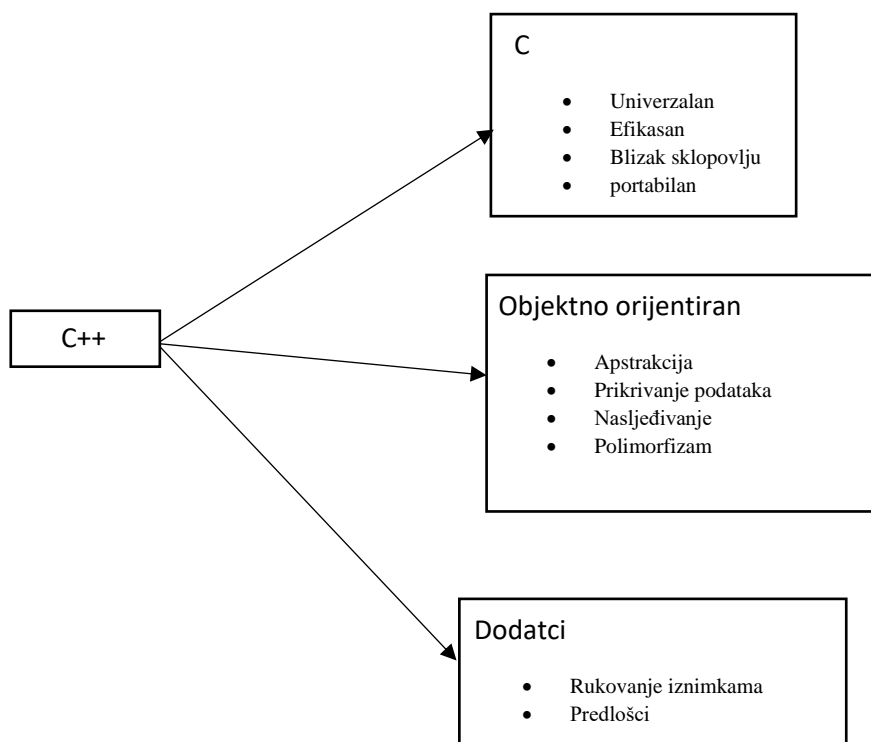 C
• Univerzalan
• Efikasan
• Blizak sklopovlju
• portabilan
C++
Objektno orijentiran
• Apstrakcija
• Prikrivanje podataka
• Nasljeđivanje
• Polimorfizam
Dodatci
• Rukovanje iznimkama
• Predlošci